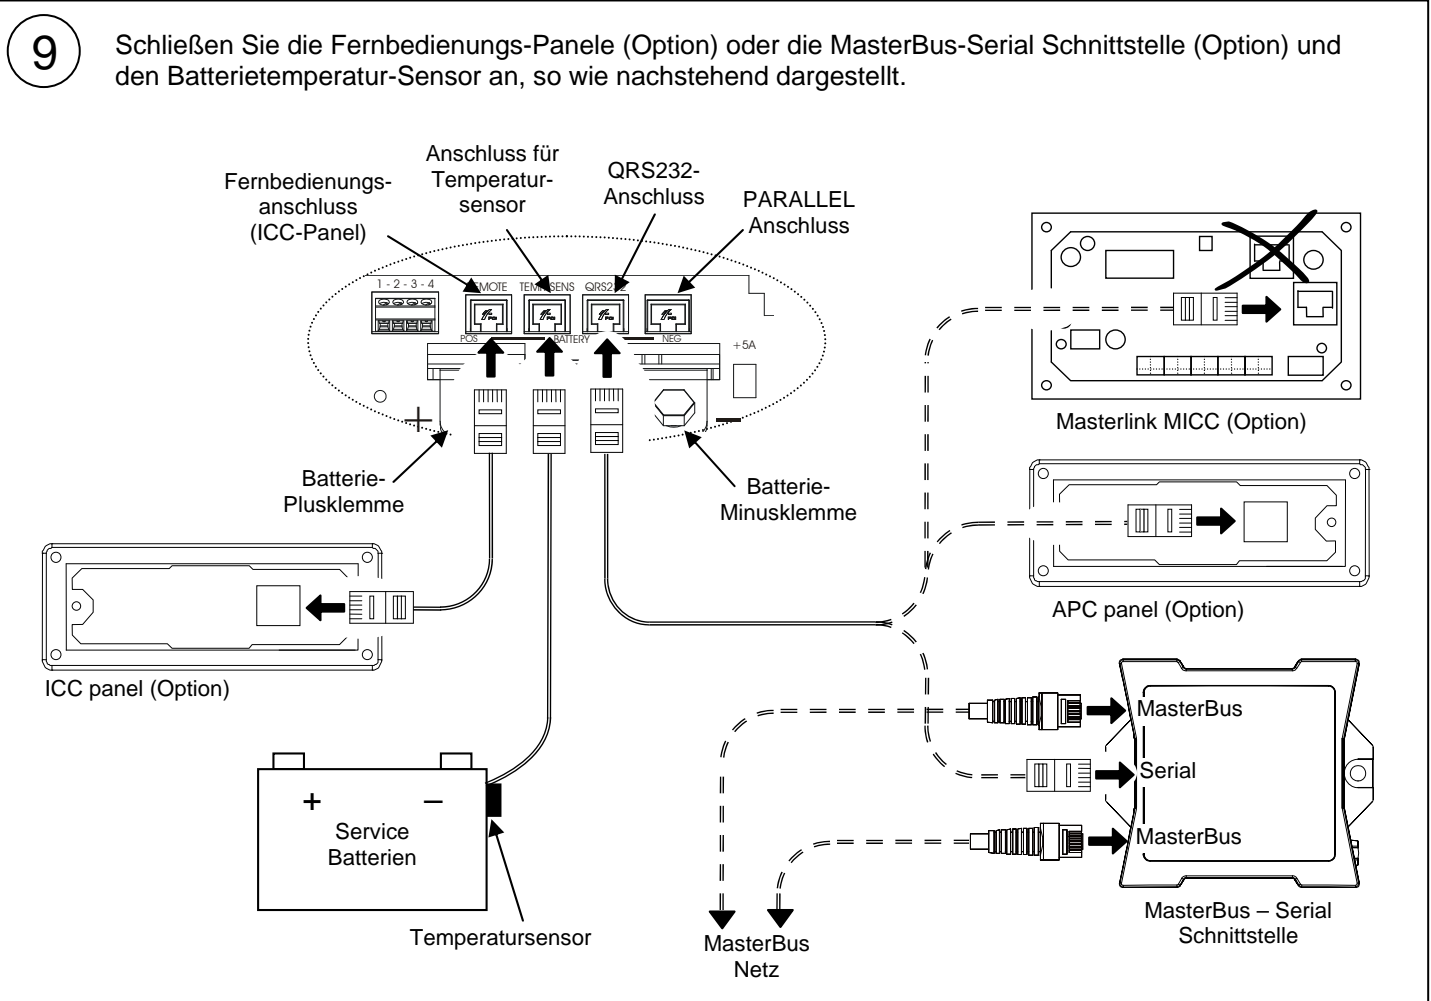 9
Schließen Sie die Fernbedienungs-Panele (Option) oder die MasterBus-Serial Schnittstelle (Option) und
den Batterietemperatur-Sensor an, so wie nachstehend dargestellt.
Anschluss für
Temperatur-
sensor
QRS232-
Anschluss
Fernbedienungs-
anschluss
(ICC-Panel)
PARALLEL
Anschluss
1 - 2 - 3 - 4
QRS232
POS
BATTERY
NEG
+5A
+
–
Masterlink MICC (Option)
Batterie-
Plusklemme
Batterie-
Minusklemme
APC panel (Option)
ICC panel (Option)
MasterBus
Serial
MasterBus
+
–
Service
Batterien
Temperatursensor
MasterBus
Netz
MasterBus – Serial
Schnittstelle